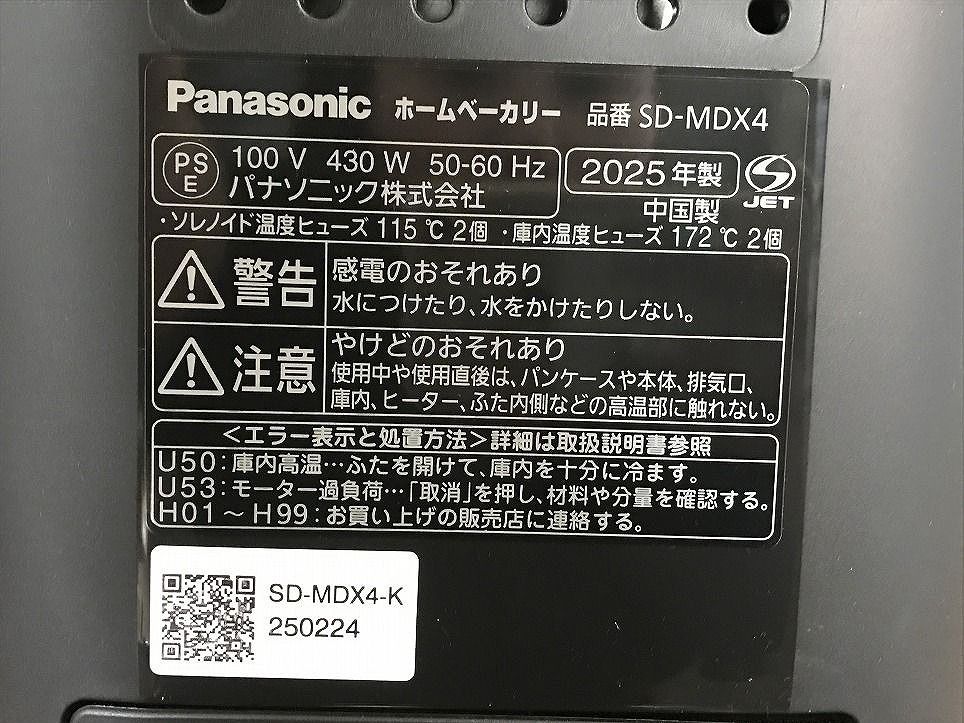 Panasonic ホームベーカリー 品番 SD-MDX4
PS E 100 V 430 W 50-60 Hz
パナソニック株式会社
2025年製
中国製
JET
・ソレノイド温度ヒューズ 115 ℃ 2個 ・庫内温度ヒューズ 172 ℃ 2個
警告
感電のおそれあり
水につけたり、水をかけたりしない。
注意
やけどのおそれあり
使用中や使用直後は、パンケースや本体、排気口、
庫内、ヒーター、ふた内側などの高温部に触れない。
＜エラー表示と処置方法＞詳細は取扱説明書参照
U50：庫内高温…ふたを開けて、庫内を十分に冷ます。
U53：モーター過負荷…「取消」を押し、材料や分量を確認する。
H01～H99：お買い上げの販売店に連絡する。
SD-MDX4-K
250224